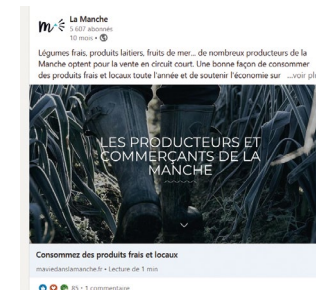 La Manche
5 607 abonnés
10 mois •
Légumes frais, produits laitiers, fruits de mer... de nombreux producteurs de la
Manche optent pour la vente en circuit court. Une bonne façon de consommer
des produits frais et locaux toute l'année et de soutenir l'économie sur ...voir pl
LES PRODUCTEURS ET
COMMERÇANTS DE LA
MANCHE
Consommez des produits frais et locaux
maviedanslamanche.fr • Lecture de 1 min
85 • 1 commentaire